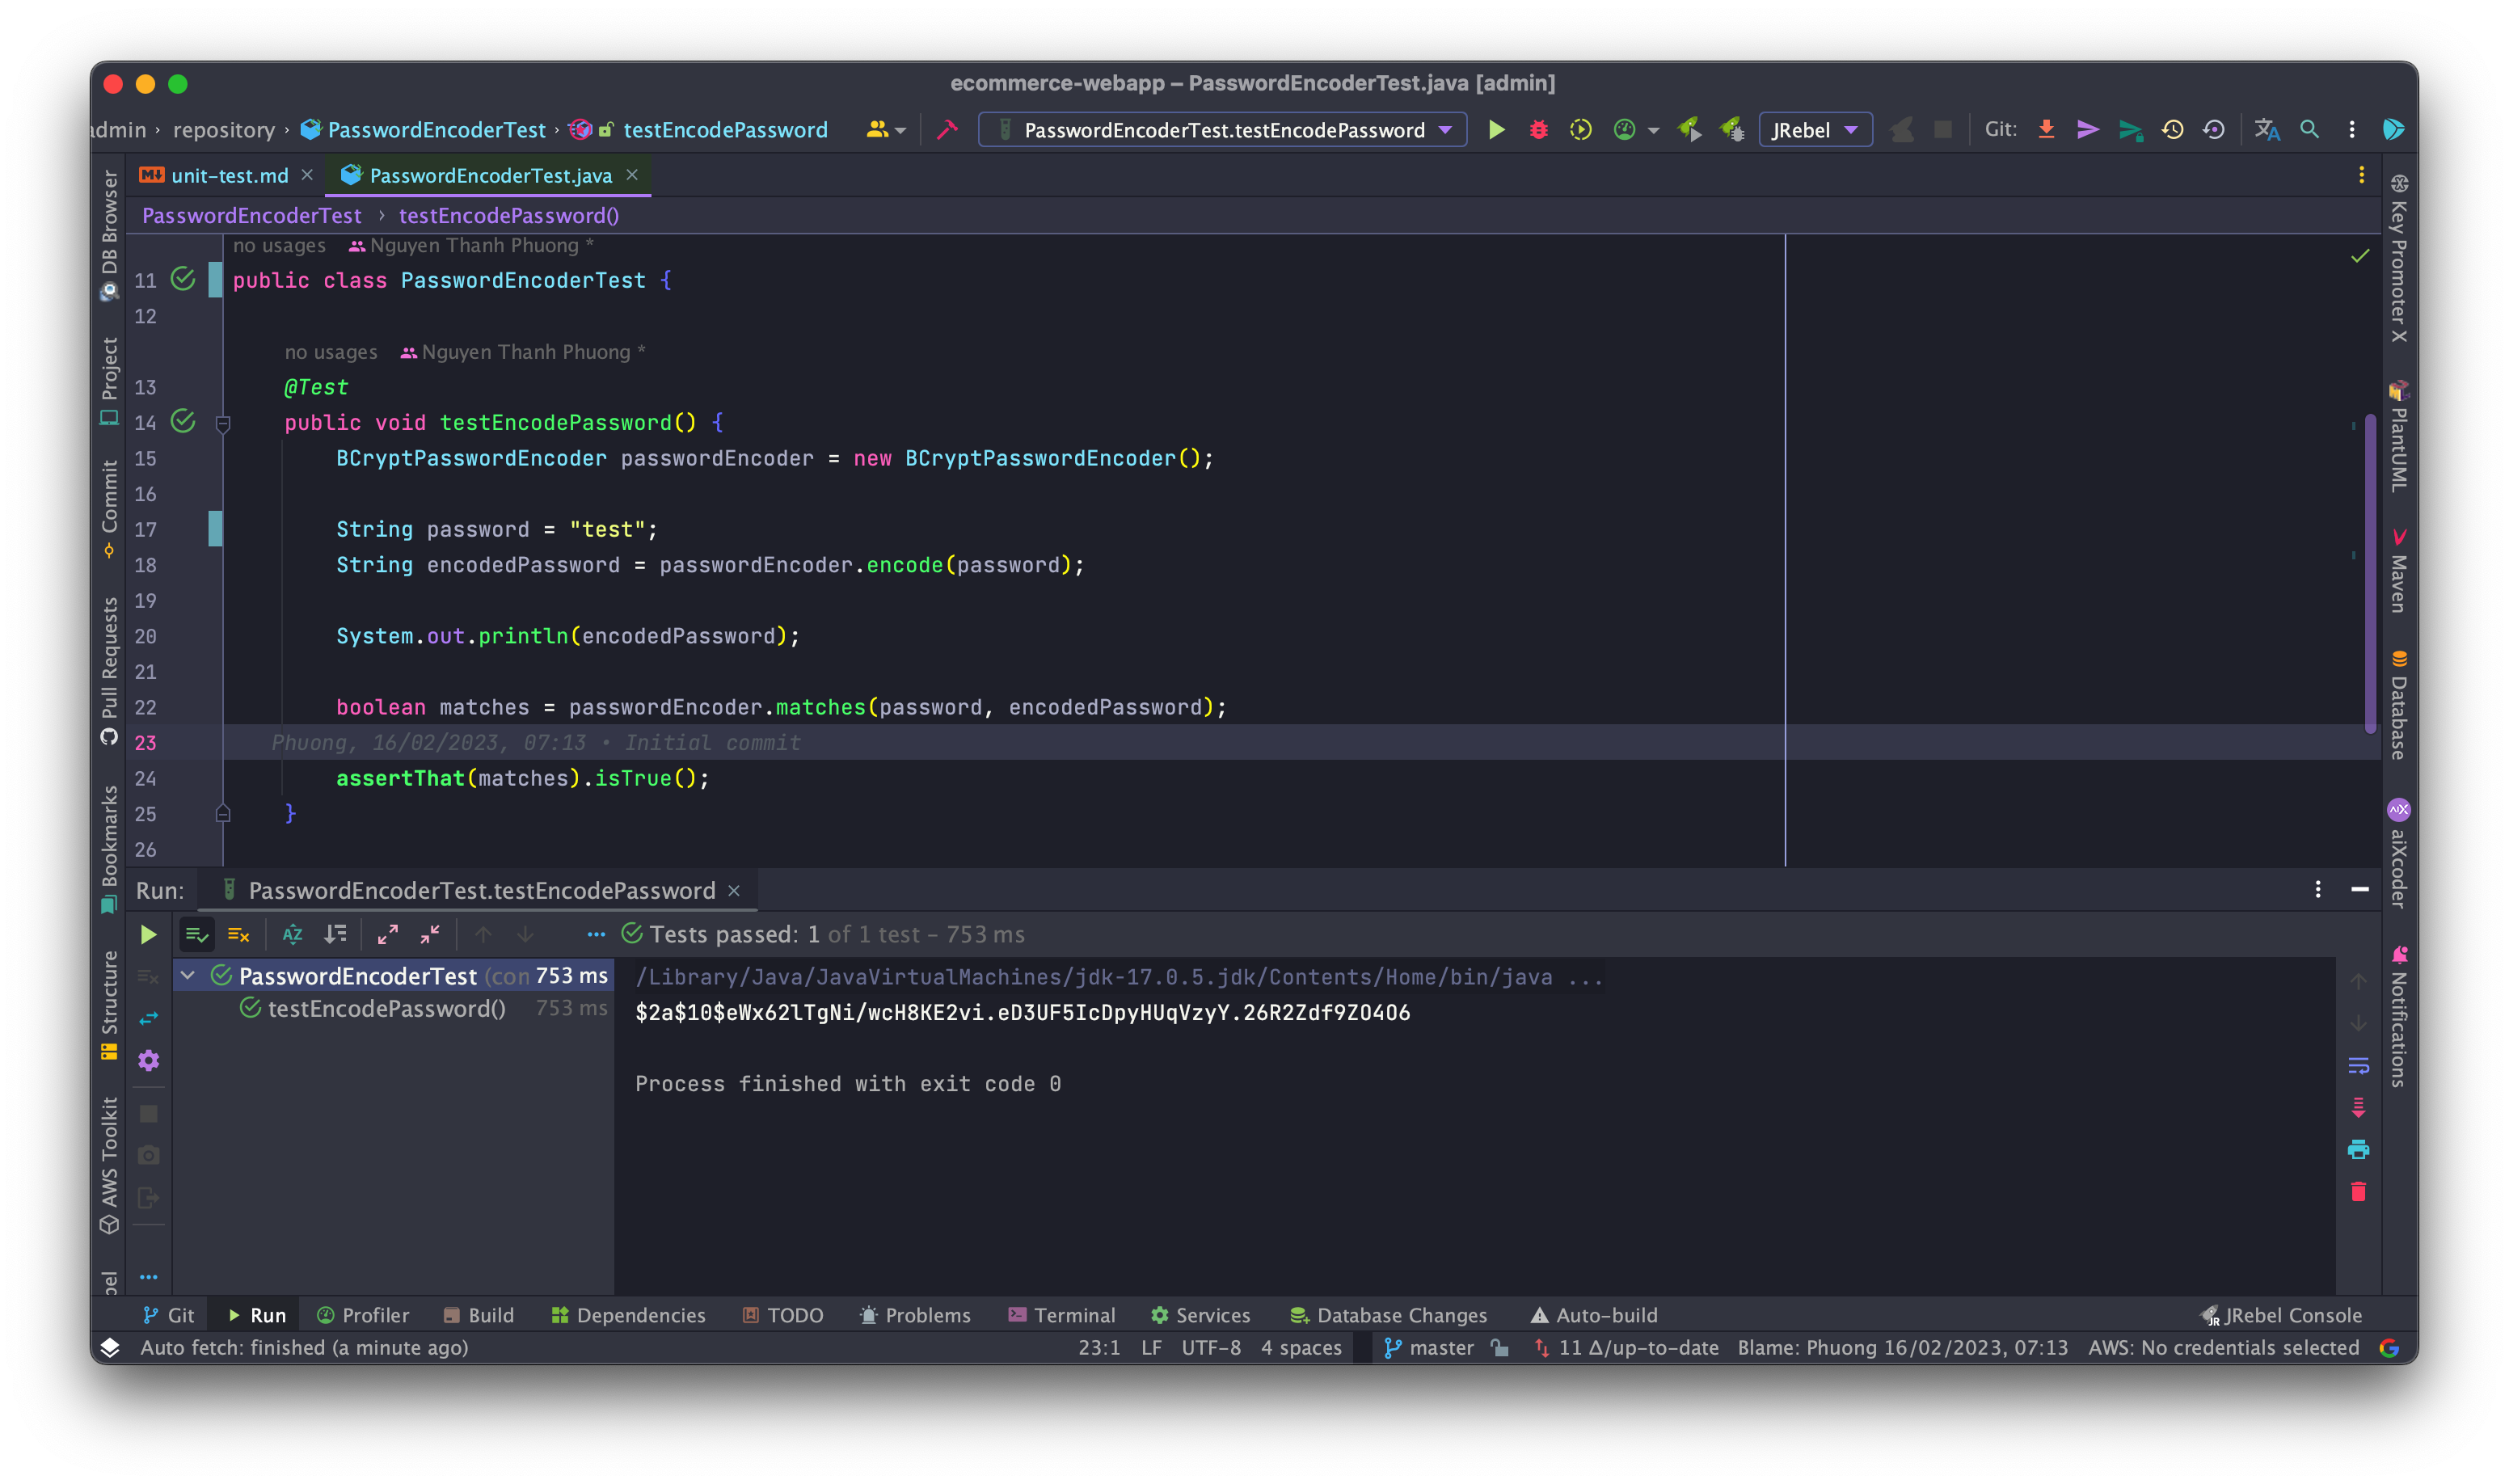 ecommerce-webapp – PasswordEncoderTest.java [admin]
admin › repository › PasswordEncoderTest › testEncodePassword
PasswordEncoderTest.testEncodePassword
JRebel
Git:
unit-test.md
PasswordEncoderTest.java
PasswordEncoderTest › testEncodePassword()
no usages Nguyen Thanh Phuong *
11 public class PasswordEncoderTest {
12
no usages Nguyen Thanh Phuong *
13 @Test
14 public void testEncodePassword() {
15 BCryptPasswordEncoder passwordEncoder = new BCryptPasswordEncoder();
16
17 String password = "test";
18 String encodedPassword = passwordEncoder.encode(password);
19
20 System.out.println(encodedPassword);
21
22 boolean matches = passwordEncoder.matches(password, encodedPassword);
23 Phuong, 16/02/2023, 07:13 • Initial commit
24 assertThat(matches).isTrue();
25 }
26
DB Browser
Project
Commit
Pull Requests
Bookmarks
Structure
AWS Toolkit
Key Promoter X
PlantUML
Maven
Database
aiXcoder
Notifications
Run: PasswordEncoderTest.testEncodePassword
Tests passed: 1 of 1 test – 753 ms
PasswordEncoderTest (con 753 ms
testEncodePassword() 753 ms
/Library/Java/JavaVirtualMachines/jdk-17.0.5.jdk/Contents/Home/bin/java ...
$2a$10$eWx62lTgNi/wcH8KE2vi.eD3UF5IcDpyHUqVzyY.26R2Zdf9ZO4O6
Process finished with exit code 0
Git Run Profiler Build Dependencies TODO Problems Terminal Services Database Changes Auto-build JRebel Console
Auto fetch: finished (a minute ago) 23:1 LF UTF-8 4 spaces master 11 Δ/up-to-date Blame: Phuong 16/02/2023, 07:13 AWS: No credentials selected